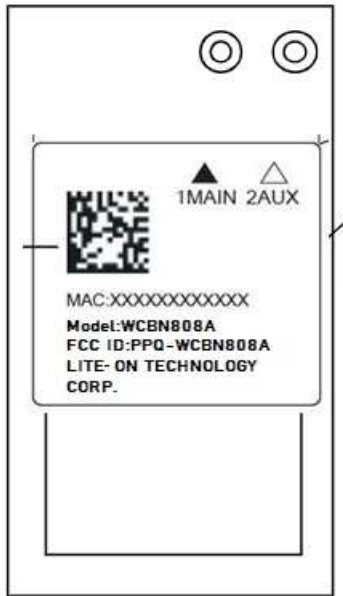 1MAIN 2AUX
MAC:XXXXXXXXXXXX
Model:WCBN808A
FCC ID:PPQ-WCBN808A
LITE- ON TECHNOLOGY
CORP.